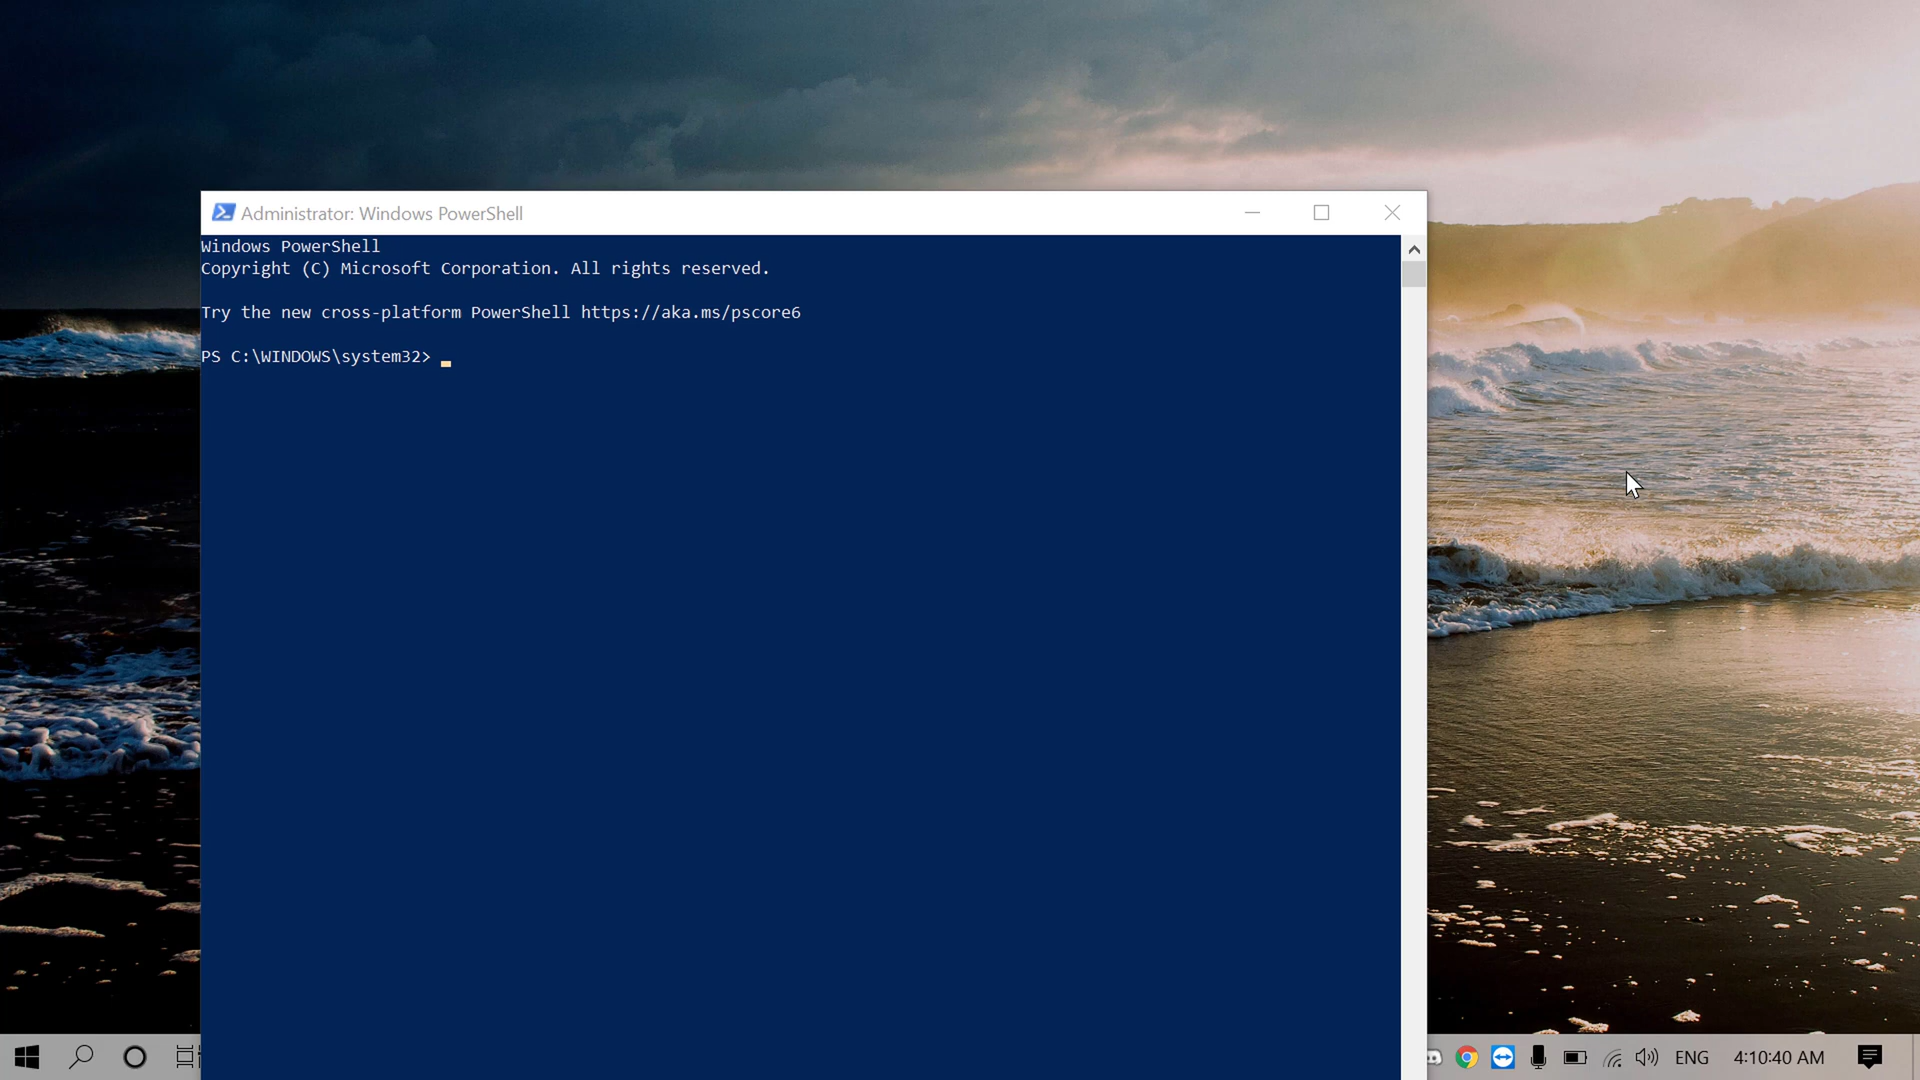 Administrator: Windows PowerShell
Windows PowerShell
Copyright (C) Microsoft Corporation. All rights reserved.
Try the new cross-platform PowerShell https://aka.ms/pscore6
PS C:\WINDOWS\system32>
ENG
4:10:40 AM